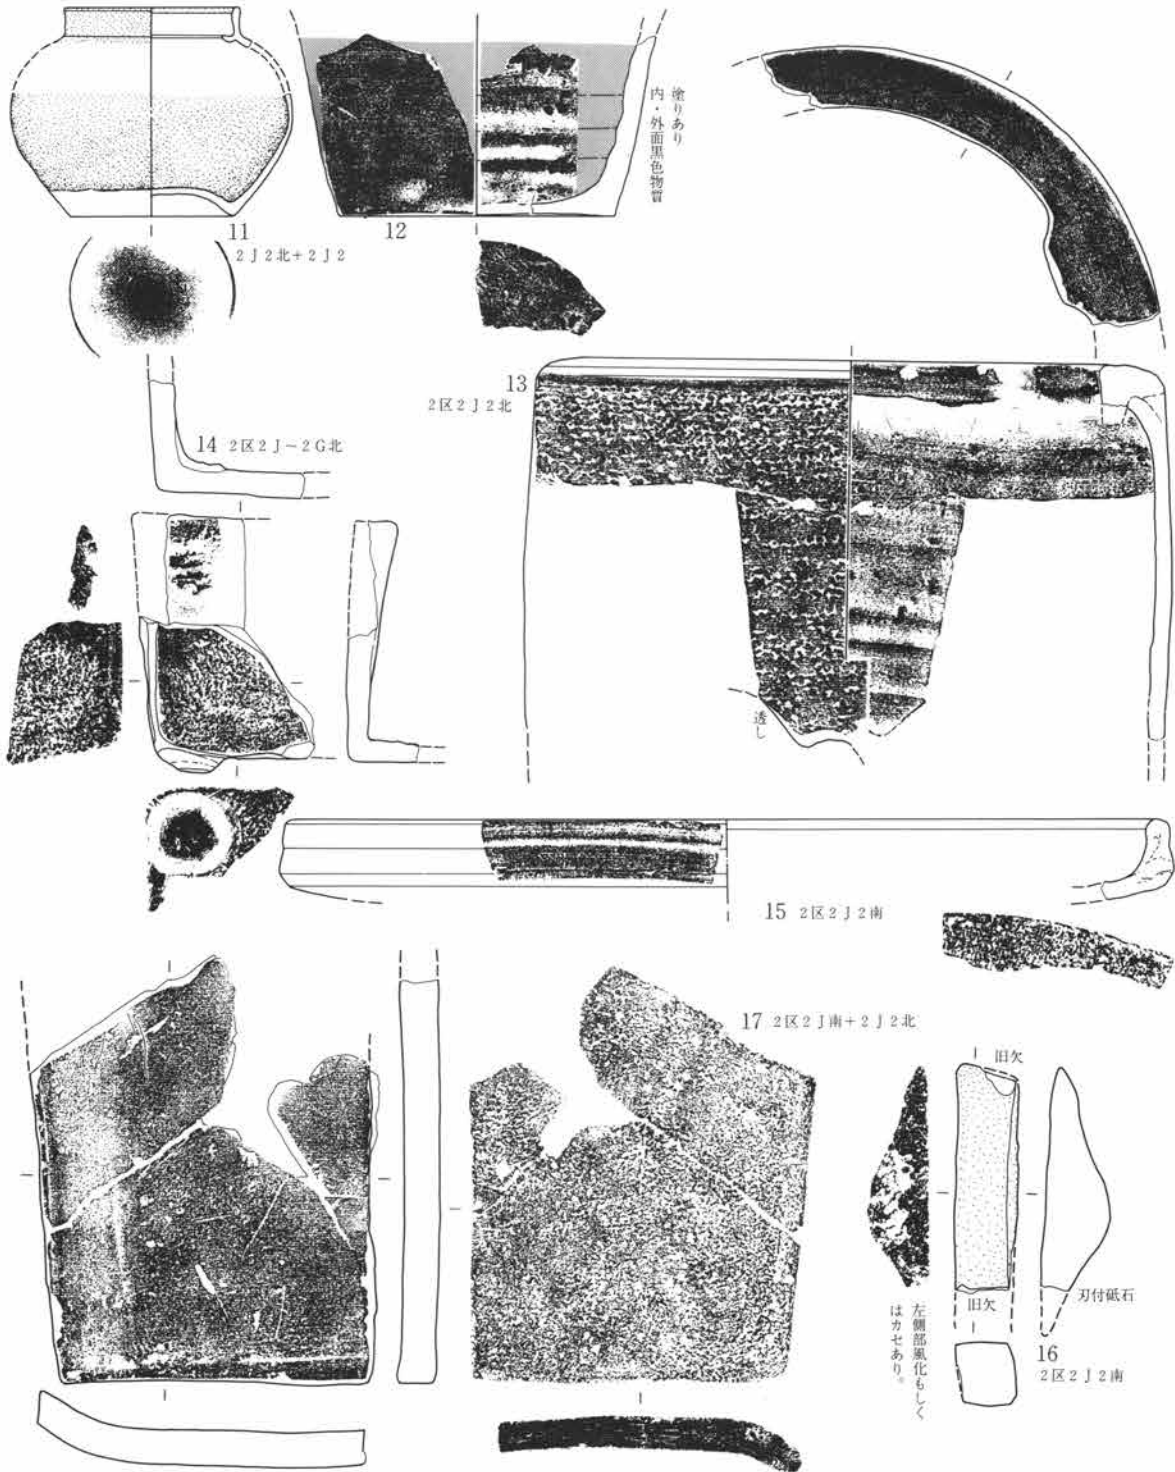 11
2J2北+2J2
12
内・外面黒色物質
塗りあり
13
2区2J2北
透し
14 2区2J~2G北
15 2区2J2南
17 2区2J南+2J2北
旧欠
旧欠
刃付砥石
16
2区2J2南
左側部風化もしく
はカセあり。